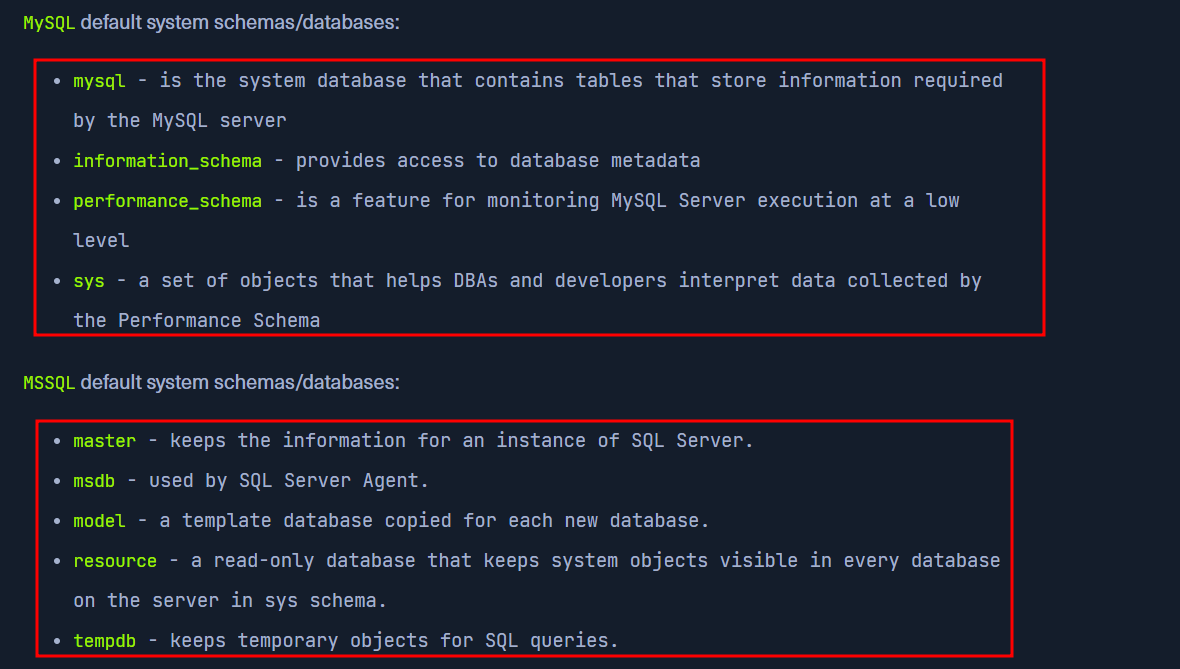 MySQL default system schemas/databases:
• mysql - is the system database that contains tables that store information required
by the MySQL server
• information_schema - provides access to database metadata
• performance_schema - is a feature for monitoring MySQL Server execution at a low
level
• sys - a set of objects that helps DBAs and developers interpret data collected by
the Performance Schema
MSSQL default system schemas/databases:
• master - keeps the information for an instance of SQL Server.
• msdb - used by SQL Server Agent.
• model - a template database copied for each new database.
• resource - a read-only database that keeps system objects visible in every database
on the server in sys schema.
• tempdb - keeps temporary objects for SQL queries.